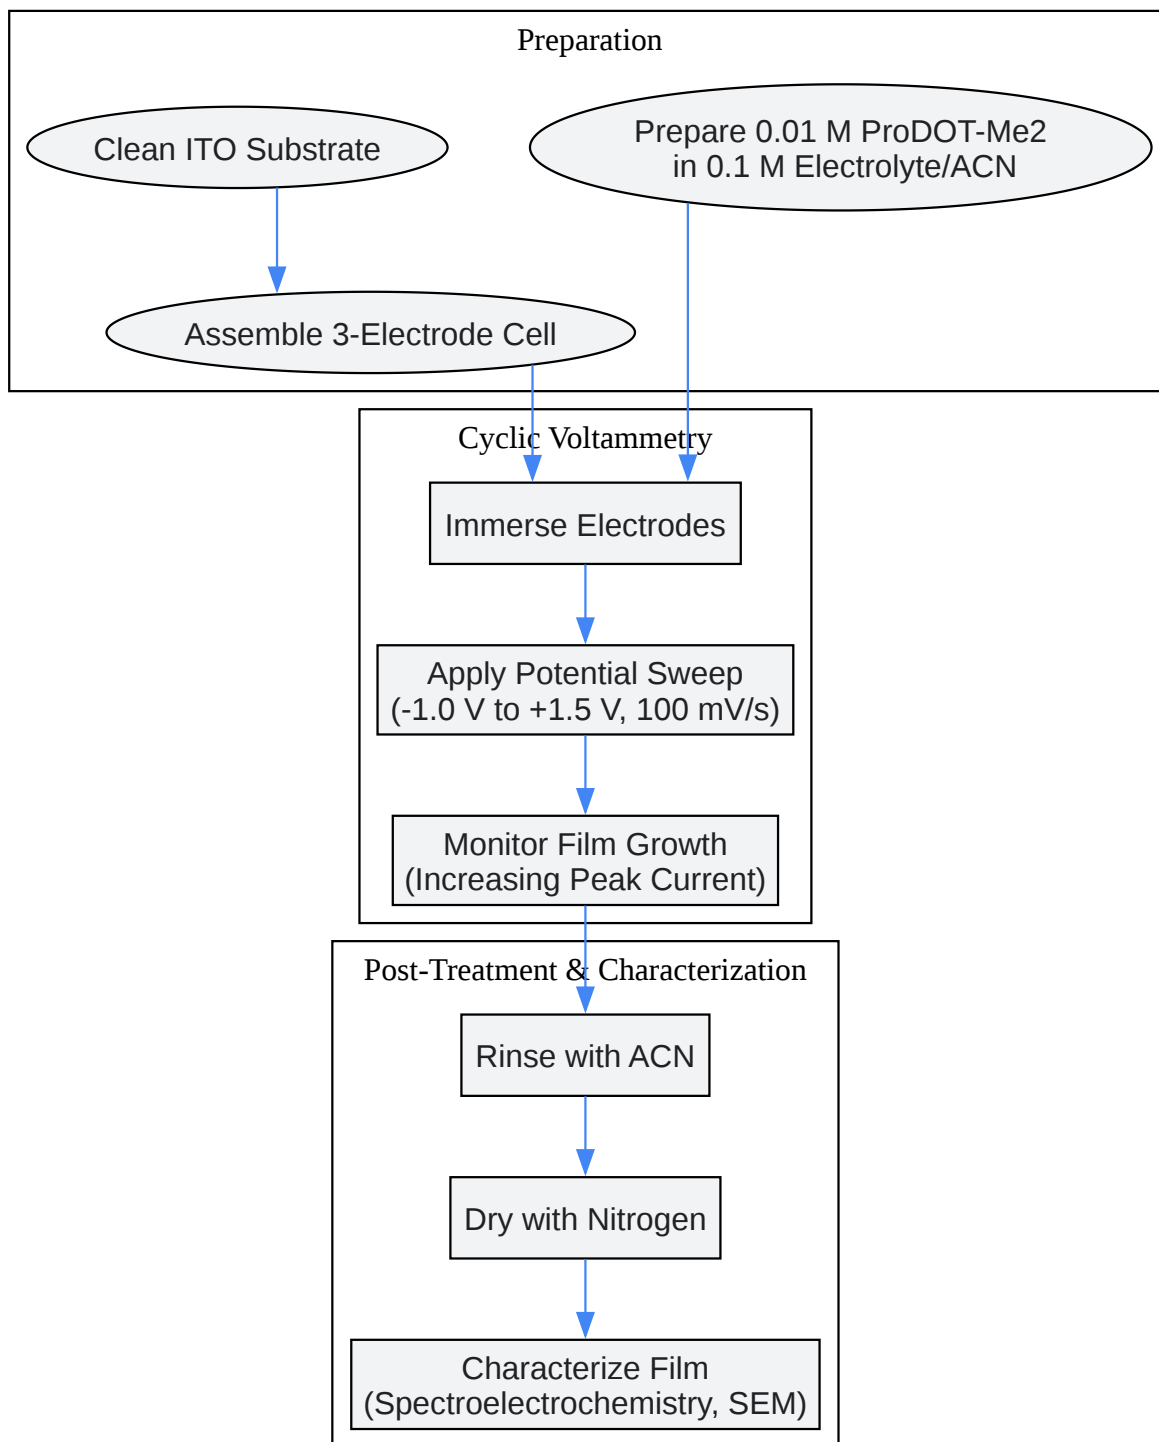 Preparation
Clean ITO Substrate
Prepare 0.01 M ProDOT-Me2
in 0.1 M Electrolyte/ACN
Assemble 3-Electrode Cell
Cyclic Voltammetry
Immerse Electrodes
Apply Potential Sweep
(-1.0 V to +1.5 V, 100 mV/s)
Monitor Film Growth
(Increasing Peak Current)
Post-Treatment & Characterization
Rinse with ACN
Dry with Nitrogen
Characterize Film
(Spectroelectrochemistry, SEM)